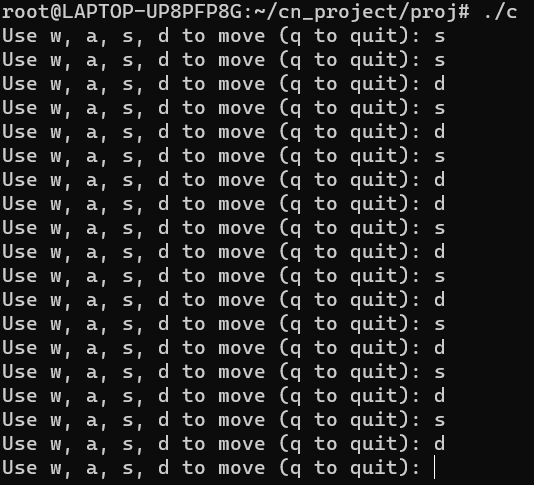 root@LAPTOP-UP8PFP8G:~/cn_project/proj# ./c
Use w, a, s, d to move (q to quit): s
Use w, a, s, d to move (q to quit): s
Use w, a, s, d to move (q to quit): d
Use w, a, s, d to move (q to quit): s
Use w, a, s, d to move (q to quit): d
Use w, a, s, d to move (q to quit): s
Use w, a, s, d to move (q to quit): d
Use w, a, s, d to move (q to quit): d
Use w, a, s, d to move (q to quit): s
Use w, a, s, d to move (q to quit): d
Use w, a, s, d to move (q to quit): s
Use w, a, s, d to move (q to quit): d
Use w, a, s, d to move (q to quit): s
Use w, a, s, d to move (q to quit): d
Use w, a, s, d to move (q to quit): s
Use w, a, s, d to move (q to quit): d
Use w, a, s, d to move (q to quit): s
Use w, a, s, d to move (q to quit): d
Use w, a, s, d to move (q to quit):